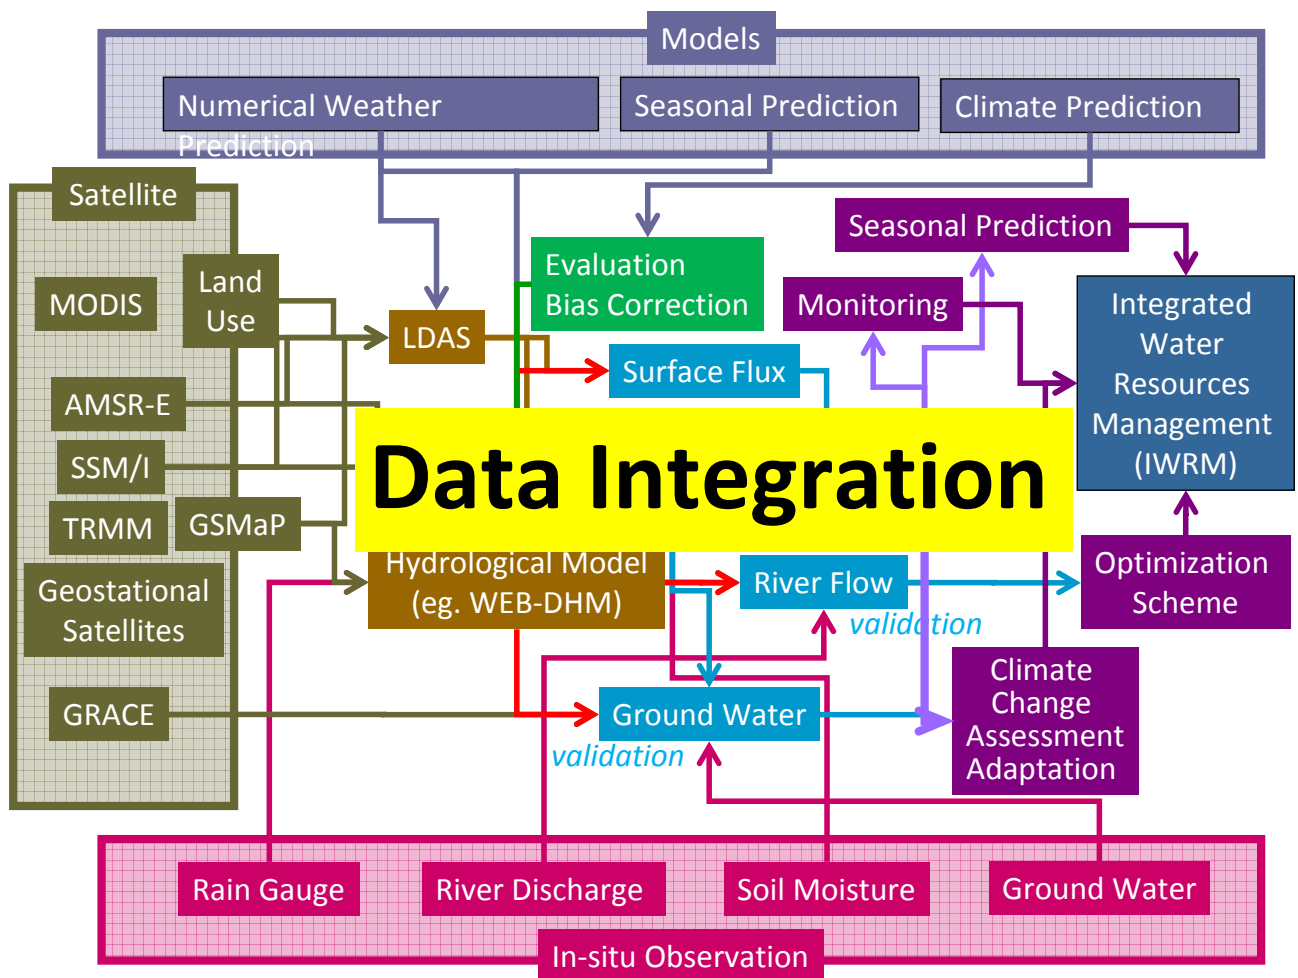 Models
Numerical Weather
Prediction
Seasonal Prediction
Climate Prediction
Satellite
MODIS
Land
Use
AMSR-E
SSM/I
TRMM
GSMaP
Geostational
Satellites
GRACE
LDAS
Evaluation
Bias Correction
Surface Flux
Seasonal Prediction
Monitoring
Integrated
Water
Resources
Management
(IWRM)
Data Integration
Hydrological Model
(eg. WEB-DHM)
River Flow
validation
Optimization
Scheme
Ground Water
validation
Climate
Change
Assessment
Adaptation
Rain Gauge
River Discharge
Soil Moisture
Ground Water
In-situ Observation